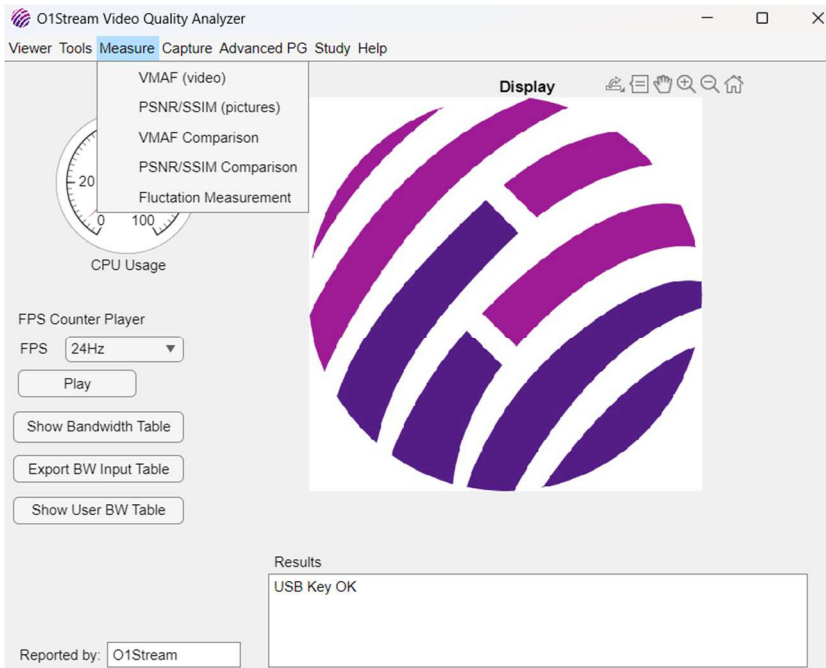 O1Stream Video Quality Analyzer
Viewer Tools Measure Capture Advanced PG Study Help
VMAF (video)
PSNR/SSIM (pictures)
VMAF Comparison
PSNR/SSIM Comparison
Fluctation Measurement
Display
20
0 100
CPU Usage
FPS Counter Player
FPS 24Hz
Play
Show Bandwidth Table
Export BW Input Table
Show User BW Table
Results
USB Key OK
Reported by: O1Stream